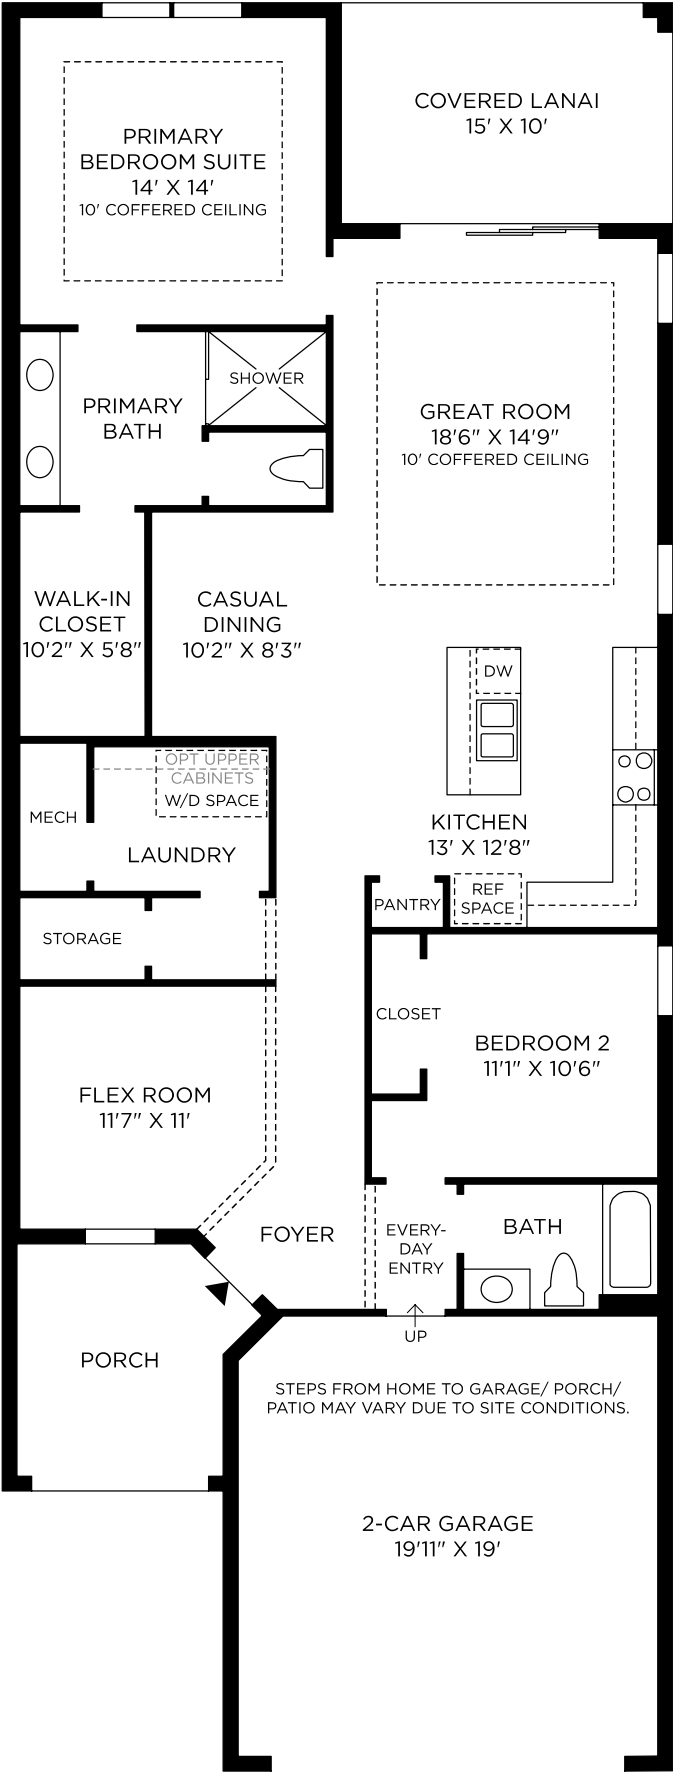 COVERED LANAI
15' X 10'
PRIMARY
BEDROOM SUITE
14' X 14'
10' COFFERED CEILING
SHOWER
PRIMARY
BATH
GREAT ROOM
18'6" X 14'9"
10' COFFERED CEILING
WALK-IN
CLOSET
10'2" X 5'8"
CASUAL
DINING
10'2" X 8'3"
DW
OPT UPPER
CABINETS
W/D SPACE
MECH
LAUNDRY
KITCHEN
13' X 12'8"
PANTRY
REF
SPACE
STORAGE
CLOSET
BEDROOM 2
11'1" X 10'6"
FLEX ROOM
11'7" X 11'
FOYER
EVERY-
DAY
ENTRY
BATH
UP
PORCH
STEPS FROM HOME TO GARAGE/ PORCH/
PATIO MAY VARY DUE TO SITE CONDITIONS.
2-CAR GARAGE
19'11" X 19'